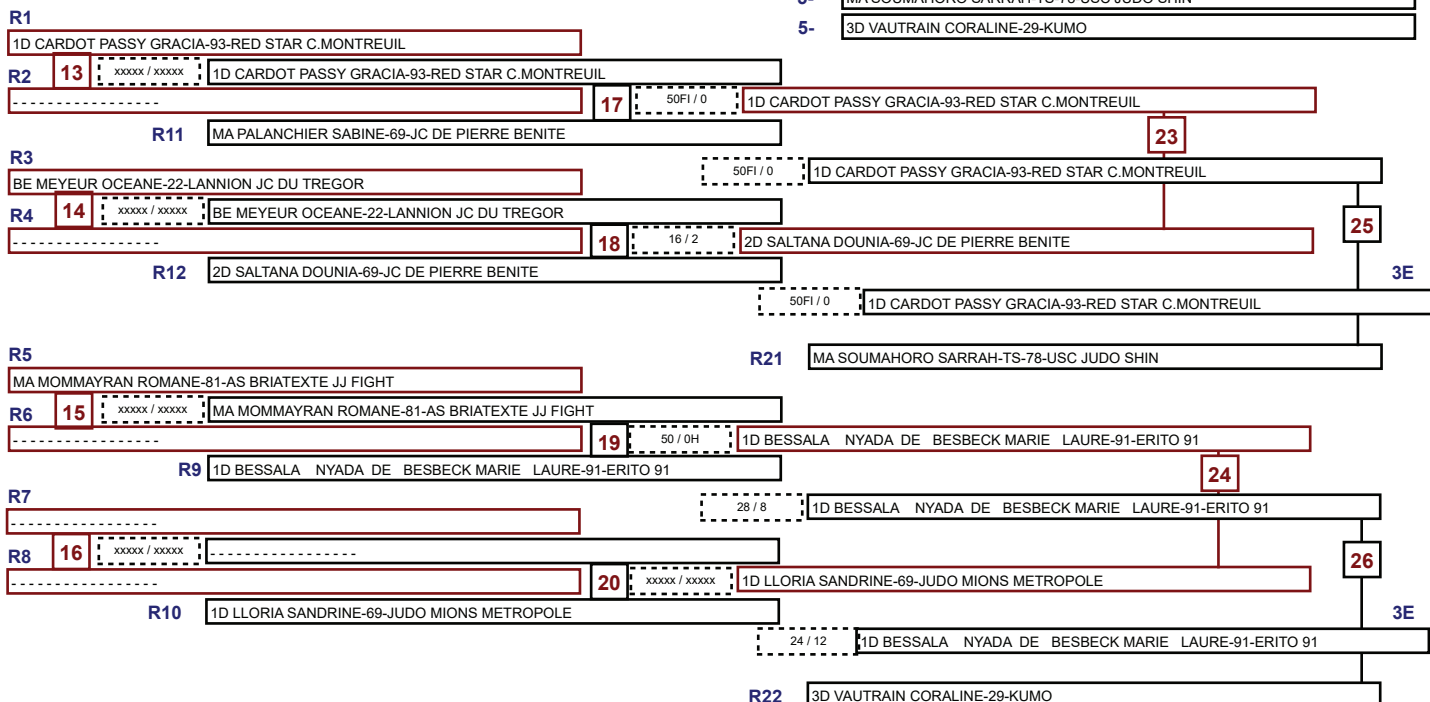 MA SOUMAHORO SARRAH-TS-78-USC JUDO SHIN
5- 3D VAUTRAIN CORALINE-29-KUMO
R1
1D CARDOT PASSY GRACIA-93-RED STAR C.MONTREUIL
R2 13 xxxxx / xxxxx 1D CARDOT PASSY GRACIA-93-RED STAR C.MONTREUIL
- - - - - - - - - - - - - - - - 17 50FI / 0 1D CARDOT PASSY GRACIA-93-RED STAR C.MONTREUIL
R11 MA PALANCHIER SABINE-69-JC DE PIERRE BENITE
23
R3
50FI / 0 1D CARDOT PASSY GRACIA-93-RED STAR C.MONTREUIL
BE MEYEUR OCEANE-22-LANNION JC DU TREGOR
R4 14 xxxxx / xxxxx BE MEYEUR OCEANE-22-LANNION JC DU TREGOR
25
- - - - - - - - - - - - - - - - 18 16 / 2 2D SALTANA DOUNIA-69-JC DE PIERRE BENITE
R12 2D SALTANA DOUNIA-69-JC DE PIERRE BENITE
3E
50FI / 0 1D CARDOT PASSY GRACIA-93-RED STAR C.MONTREUIL
R5
R21 MA SOUMAHORO SARRAH-TS-78-USC JUDO SHIN
MA MOMMAYRAN ROMANE-81-AS BRIATEXTE JJ FIGHT
R6 15 xxxxx / xxxxx MA MOMMAYRAN ROMANE-81-AS BRIATEXTE JJ FIGHT
- - - - - - - - - - - - - - - - 19 50 / 0H 1D BESSALA NYADA DE BESBECK MARIE LAURE-91-ERITO 91
R9 1D BESSALA NYADA DE BESBECK MARIE LAURE-91-ERITO 91
24
R7
28 / 8 1D BESSALA NYADA DE BESBECK MARIE LAURE-91-ERITO 91
- - - - - - - - - - - - - - - -
R8 16 xxxxx / xxxxx - - - - - - - - - - - - - - - -
26
- - - - - - - - - - - - - - - - 20 xxxxx / xxxxx 1D LLORIA SANDRINE-69-JUDO MIONS METROPOLE
R10 1D LLORIA SANDRINE-69-JUDO MIONS METROPOLE
3E
24 / 12 1D BESSALA NYADA DE BESBECK MARIE LAURE-91-ERITO 91
R22 3D VAUTRAIN CORALINE-29-KUMO